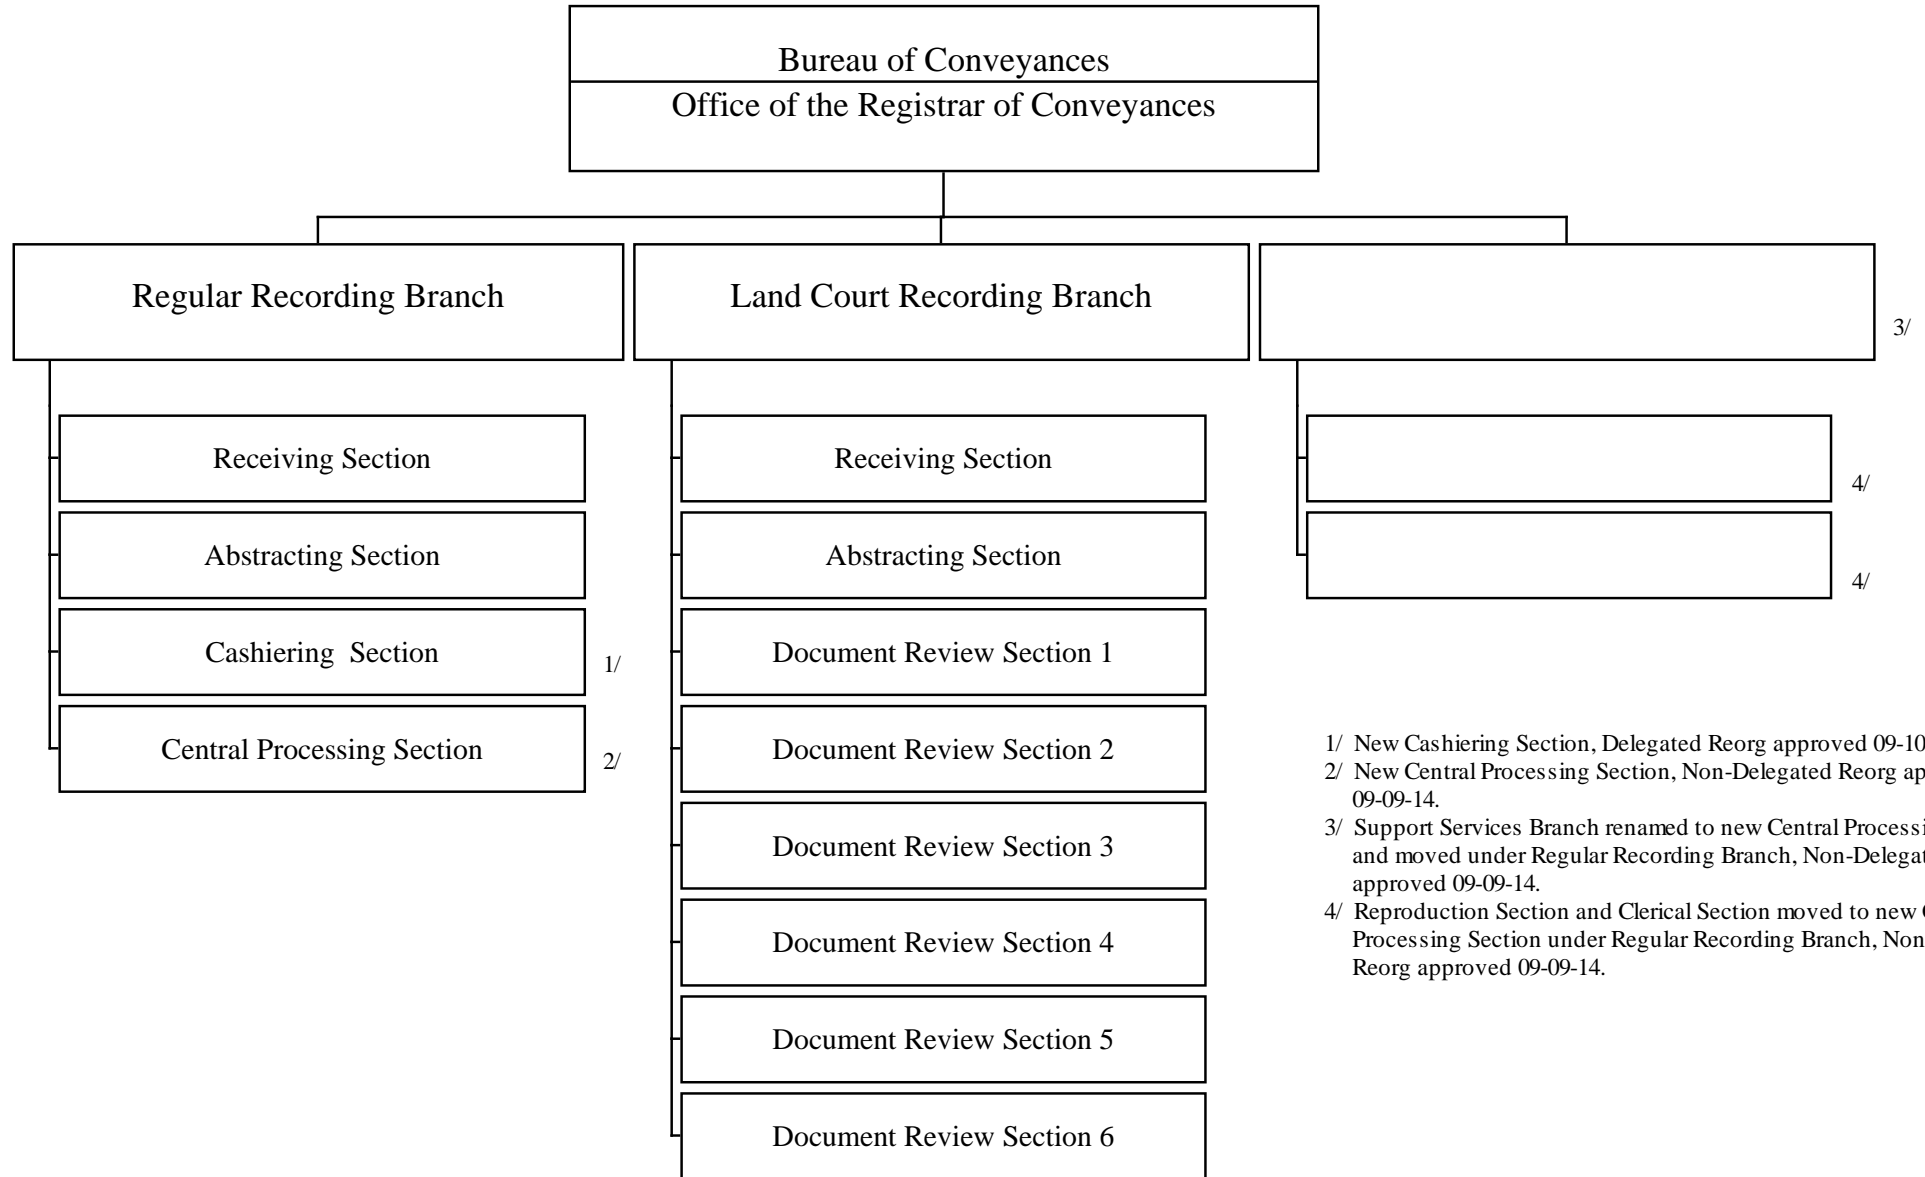 Bureau of Conveyances
Office of the Registrar of Conveyances
Regular Recording Branch
Land Court Recording Branch
3/
Receiving Section
Abstracting Section
Cashiering  Section
1/
Central Processing Section
2/
Receiving Section
Abstracting Section
Document Review Section 1
Document Review Section 2
Document Review Section 3
Document Review Section 4
Document Review Section 5
Document Review Section 6
4/
4/
1/ New Cashiering Section, Delegated Reorg approved 09-10
2/ New Central Processing Section, Non-Delegated Reorg
09-09-14.
3/ Support Services Branch renamed to new Central
and moved under Regular Recording Branch,
approved 09-09-14.
4/ Reproduction Section and Clerical Section moved to new
Processing Section under Regular Recording Branch, Non
Reorg approved 09-09-14.